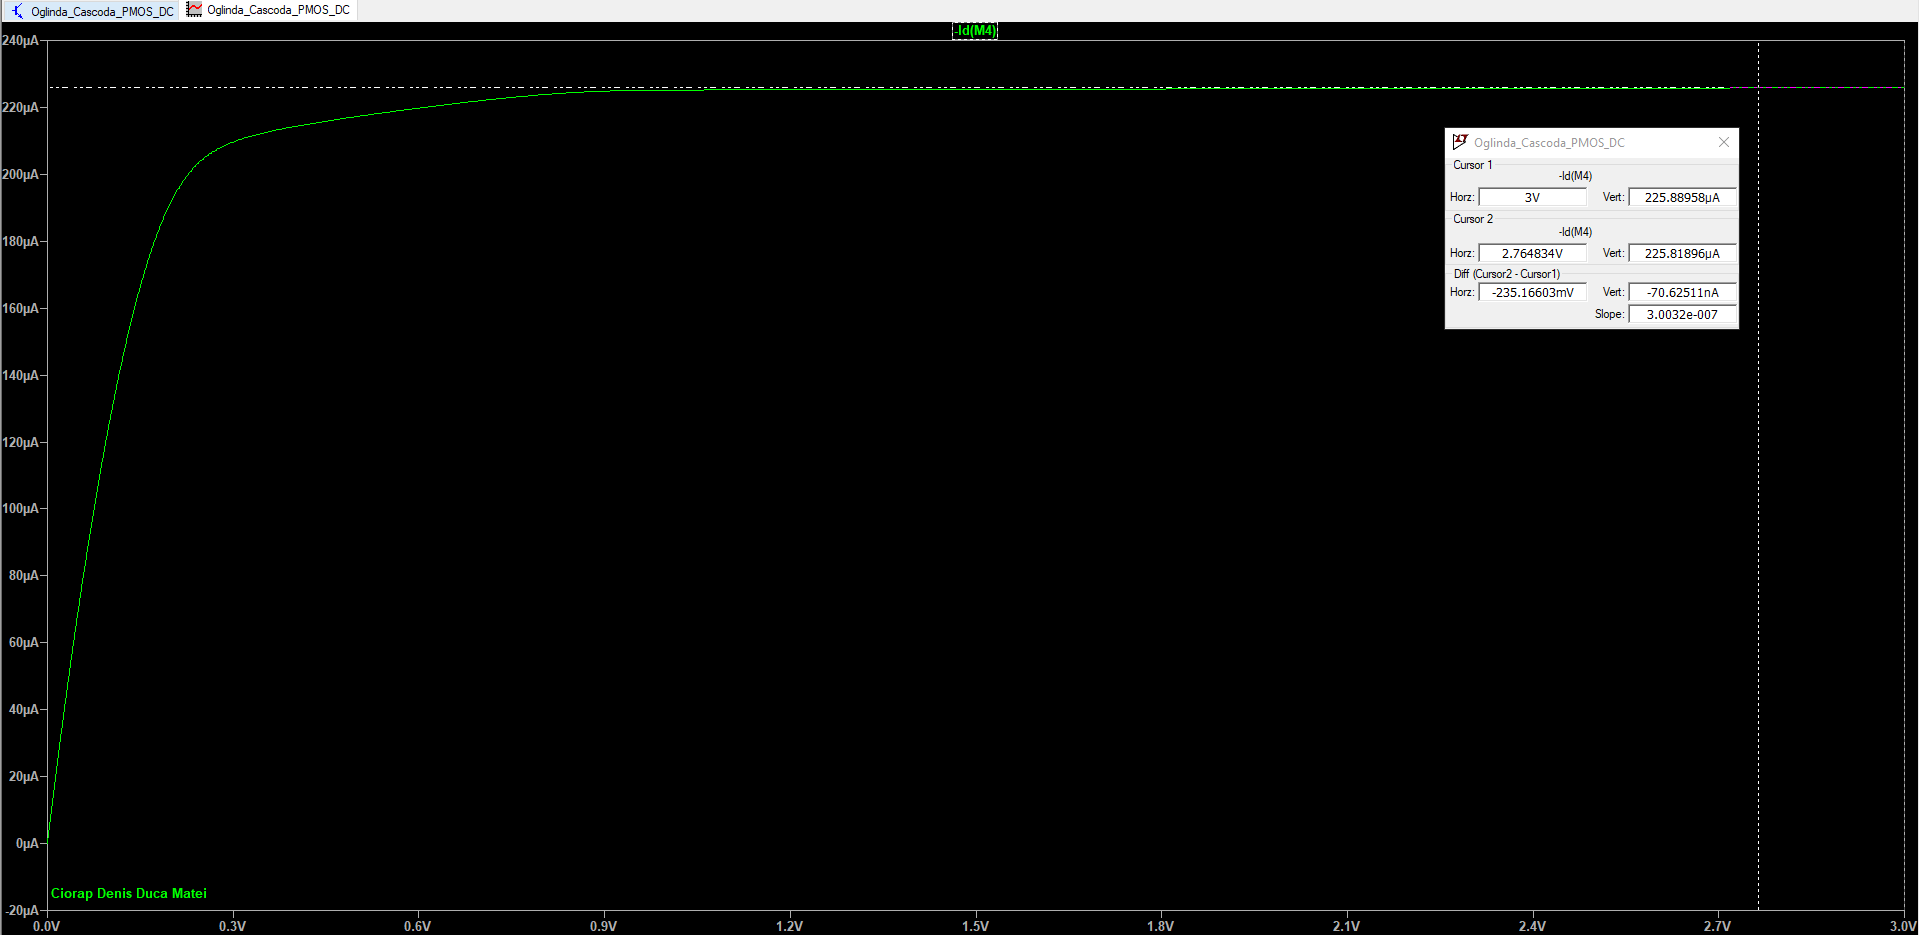 Oglinda_Cascoda_PMOS_DC Oglinda_Cascoda_PMOS_DC
-Id(M4)
240µA
220µA
200µA
180µA
160µA
140µA
120µA
100µA
80µA
60µA
40µA
20µA
0µA
-20µA
Oglinda_Cascoda_PMOS_DC
Cursor 1
-Id(M4)
Horz: 3V Vert: 225.88958µA
Cursor 2
-Id(M4)
Horz: 2.764834V Vert: 225.81896µA
Diff (Cursor2 - Cursor1)
Horz: -235.16603mV Vert: -70.62511nA
Slope: 3.0032e-007
Ciorap Denis Duca Matei
0.0V 0.3V 0.6V 0.9V 1.2V 1.5V 1.8V 2.1V 2.4V 2.7V 3.0V